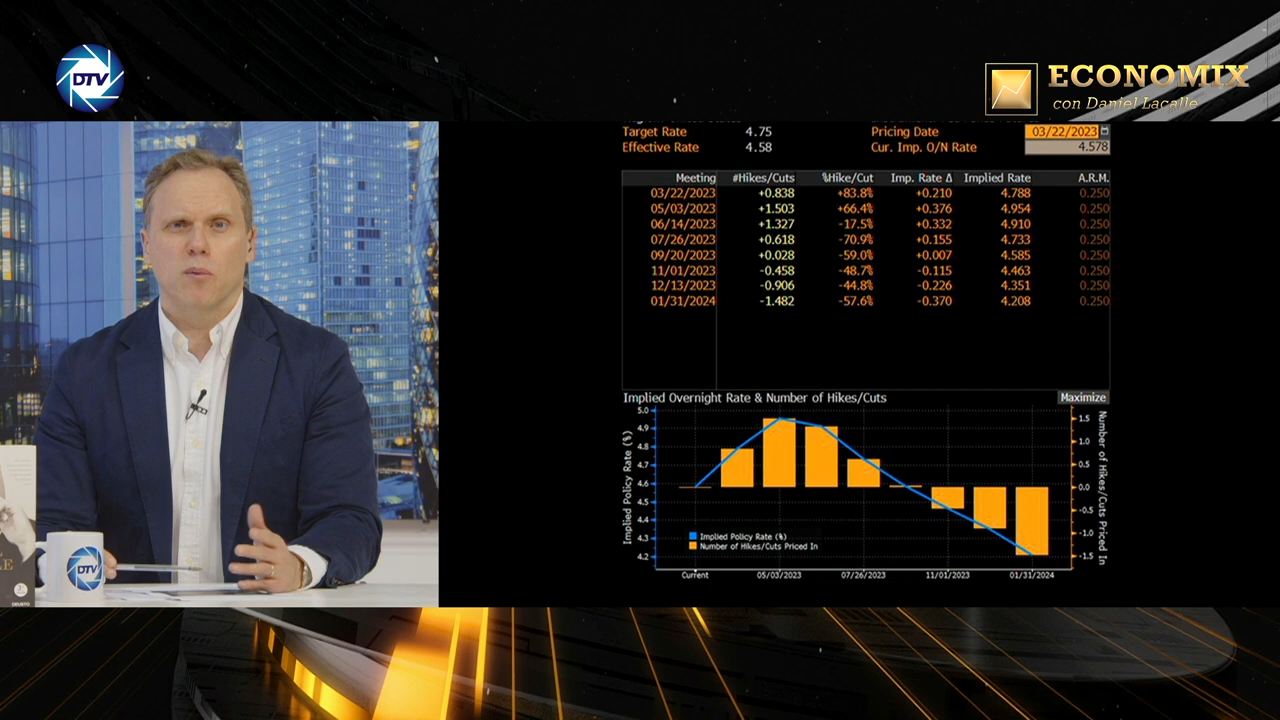 DTV
ECONOMIX
con Daniel Lacalle
Target Rate 4.75 Pricing Date 03/22/2023
Effective Rate 4.58 Cur. Imp. O/N Rate 4.578
Meeting #Hikes/Cuts %Hike/Cut Imp. Rate Δ Implied Rate A.R.M.
03/22/2023 +0.838 +83.8% +0.210 4.788 0.250
05/03/2023 +1.503 +66.4% +0.376 4.954 0.250
06/14/2023 +1.327 -17.5% +0.332 4.910 0.250
07/26/2023 +0.618 -70.9% +0.155 4.733 0.250
09/20/2023 +0.028 -59.0% +0.007 4.585 0.250
11/01/2023 -0.458 -48.7% -0.115 4.463 0.250
12/13/2023 -0.906 -44.8% -0.226 4.351 0.250
01/31/2024 -1.482 -57.6% -0.370 4.208 0.250
Implied Overnight Rate & Number of Hikes/Cuts Maximize
Implied Policy Rate (%)
5.0
4.9
4.8
4.7
4.6
4.5
4.4
4.3
4.2
1.5
1.0
0.5
0.0
-0.5
-1.0
-1.5
Number of Hikes/Cuts Priced In
Implied Policy Rate (%)
Number of Hikes/Cuts Priced In
Current 05/03/2023 07/26/2023 11/01/2023 01/31/2024
DTV
DEUSTO